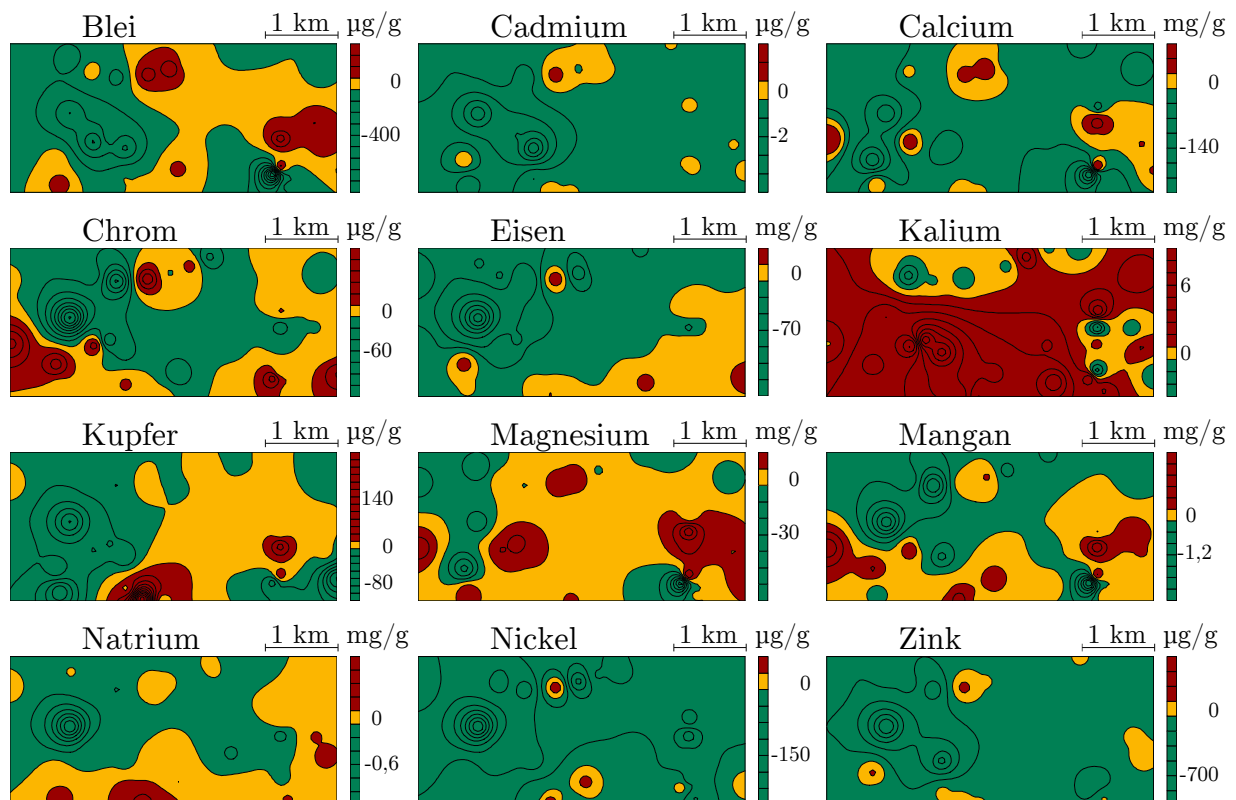 Blei 1 km µg/g Cadmium 1 km µg/g Calcium 1 km mg/g
0 0 0
-400 -2 -140
Chrom 1 km µg/g Eisen 1 km mg/g Kalium 1 km mg/g
0 0 6
-60 -70 0
Kupfer 1 km µg/g Magnesium 1 km mg/g Mangan 1 km mg/g
140 0 0
0 -30 -1,2
-80
Natrium 1 km mg/g Nickel 1 km µg/g Zink 1 km µg/g
0 0 0
-0,6 -150 -700